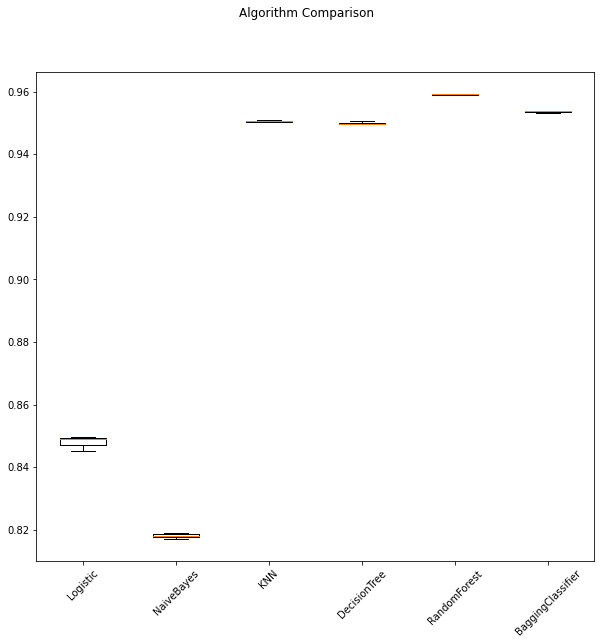 Algorithm Comparison
0.96
0.94
0.92
0.90
0.88
0.86
0.84
0.82
Logistic
NaiveBayes
KNN
DecisionTree
RandomForest
BaggingClassifier